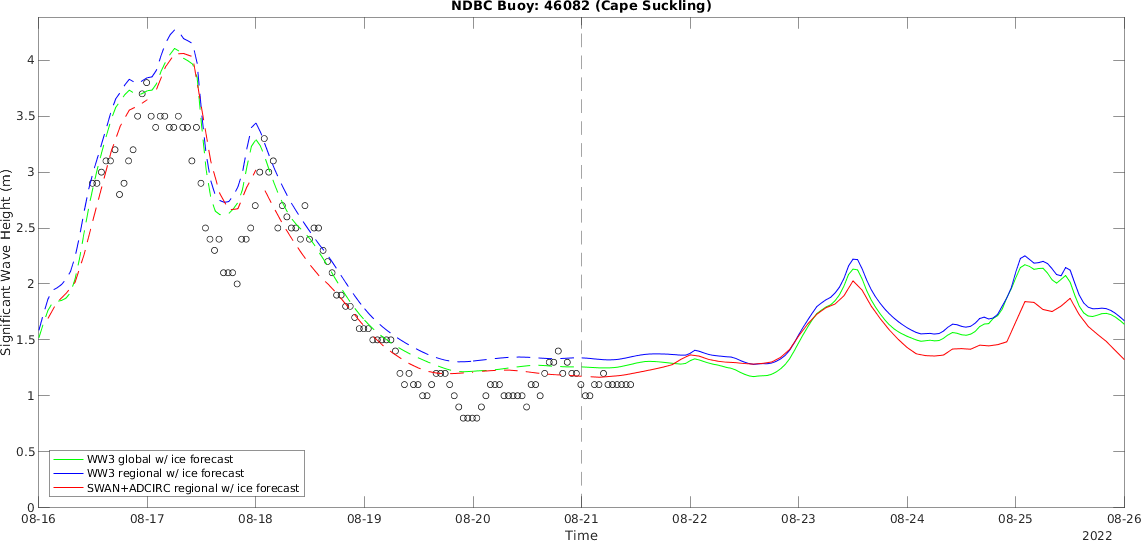 NDBC Buoy: 46082 (Cape Suckling)
Significant Wave Height (m)
4
3.5
3
2.5
2
1.5
1
0.5
0
WW3 global w/ ice forecast
WW3 regional w/ ice forecast
SWAN+ADCIRC regional w/ ice forecast
08-16 08-17 08-18 08-19 08-20 08-21 08-22 08-23 08-24 08-25 08-26
Time
2022